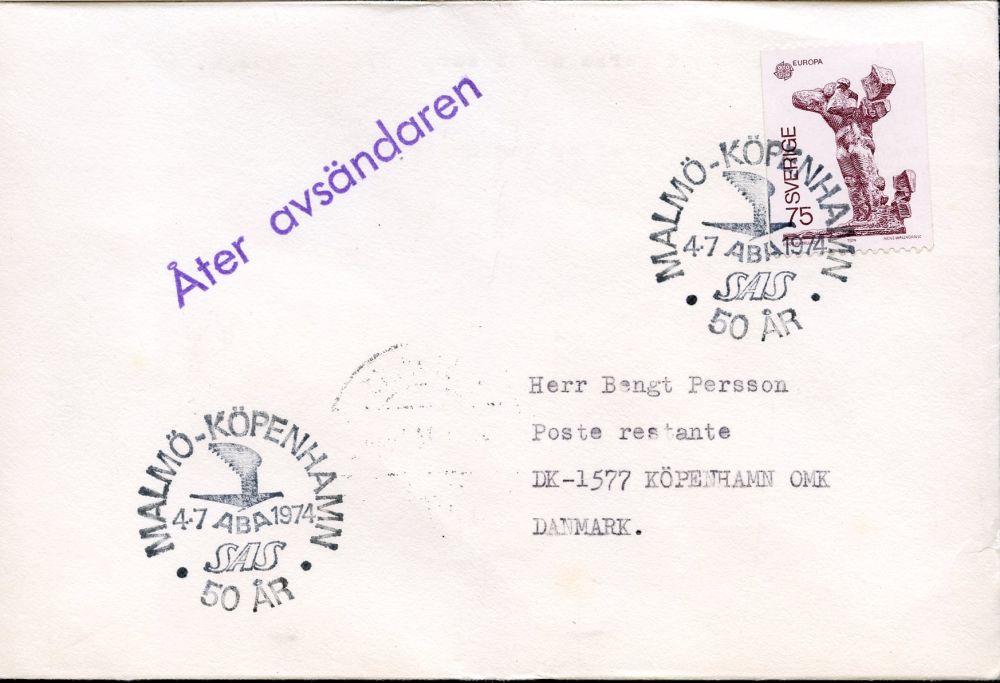 Åter avsändaren
EUROPA
SVERIGE
75
MALMÖ-KÖPENHAMN
4-7 ABA 1974
SAS
50 ÅR
Herr Bengt Persson
Poste restante
DK-1577 KÖPENHAMN OMK
DANMARK.
MALMÖ-KÖPENHAMN
4-7 ABA 1974
SAS
50 ÅR